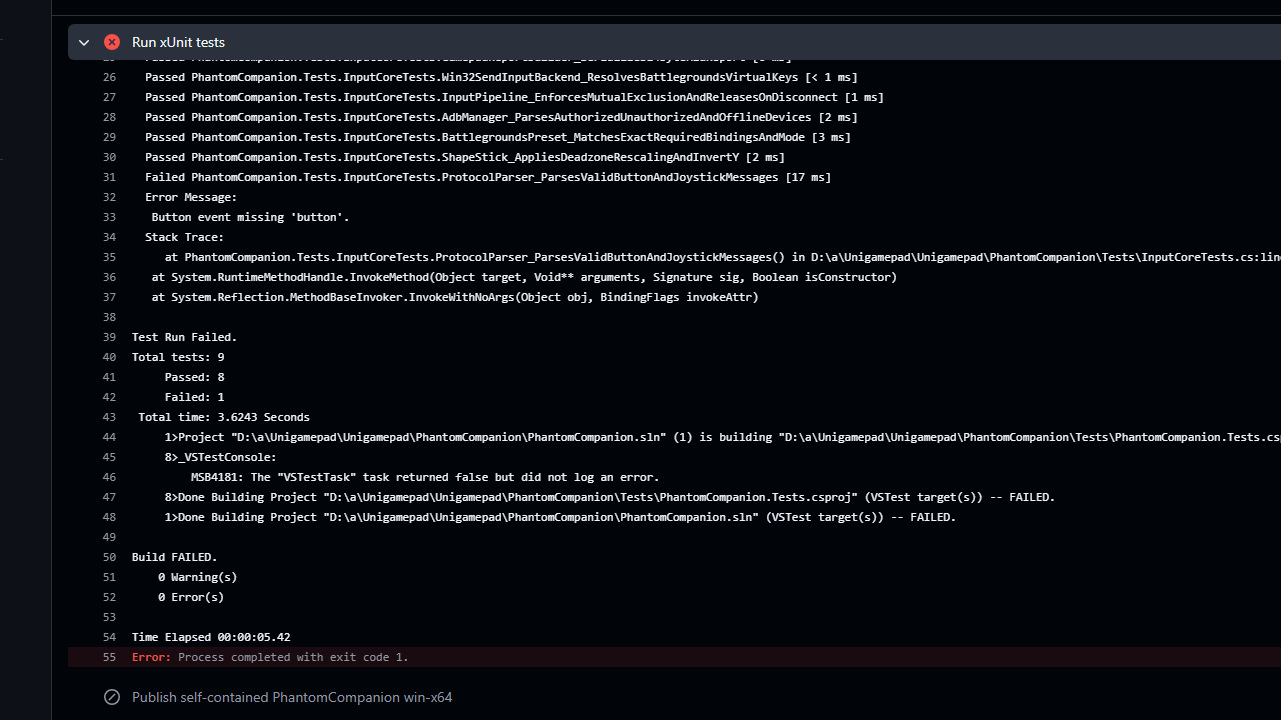 Run xUnit tests
26 Passed PhantomCompanion.Tests.InputCoreTests.Win32SendInputBackend_ResolvesBattlegroundsVirtualKeys [< 1 ms]
27 Passed PhantomCompanion.Tests.InputCoreTests.InputPipeline_EnforcesMutualExclusionAndReleasesOnDisconnect [1 ms]
28 Passed PhantomCompanion.Tests.InputCoreTests.AdbManager_ParsesAuthorizedUnauthorizedAndOfflineDevices [2 ms]
29 Passed PhantomCompanion.Tests.InputCoreTests.BattlegroundsPreset_MatchesExactRequiredBindingsAndMode [3 ms]
30 Passed PhantomCompanion.Tests.InputCoreTests.ShapeStick_AppliesDeadzoneRescalingAndInvertY [2 ms]
31 Failed PhantomCompanion.Tests.InputCoreTests.ProtocolParser_ParsesValidButtonAndJoystickMessages [17 ms]
32 Error Message:
33 Button event missing 'button'.
34 Stack Trace:
35 at PhantomCompanion.Tests.InputCoreTests.ProtocolParser_ParsesValidButtonAndJoystickMessages() in D:\a\Unigamepad\Unigamepad\PhantomCompanion\Tests\InputCoreTests.cs:lin
36 at System.RuntimeMethodHandle.InvokeMethod(Object target, Void** arguments, Signature sig, Boolean isConstructor)
37 at System.Reflection.MethodBaseInvoker.InvokeWithNoArgs(Object obj, BindingFlags invokeAttr)
38
39 Test Run Failed.
40 Total tests: 9
41 Passed: 8
42 Failed: 1
43 Total time: 3.6243 Seconds
44 1>Project "D:\a\Unigamepad\Unigamepad\PhantomCompanion\PhantomCompanion.sln" (1) is building "D:\a\Unigamepad\Unigamepad\PhantomCompanion\Tests\PhantomCompanion.Tests.csp
45 8>_VSTestConsole:
46 MSB4181: The "VSTestTask" task returned false but did not log an error.
47 8>Done Building Project "D:\a\Unigamepad\Unigamepad\PhantomCompanion\Tests\PhantomCompanion.Tests.csproj" (VSTest target(s)) -- FAILED.
48 1>Done Building Project "D:\a\Unigamepad\Unigamepad\PhantomCompanion\PhantomCompanion.sln" (VSTest target(s)) -- FAILED.
49
50 Build FAILED.
51 0 Warning(s)
52 0 Error(s)
53
54 Time Elapsed 00:00:05.42
55 Error: Process completed with exit code 1.
Publish self-contained PhantomCompanion win-x64